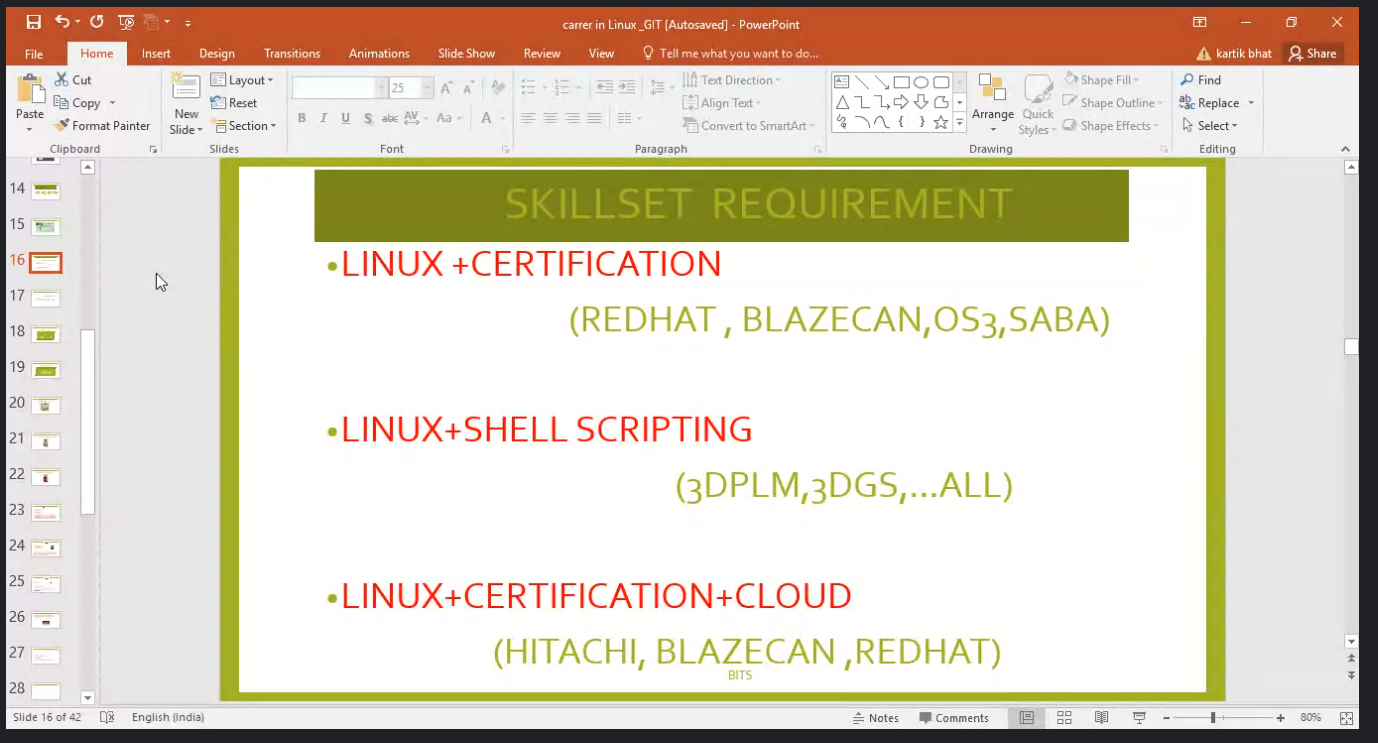 carrer in Linux _GIT [Autosaved] - PowerPoint
File Home Insert Design Transitions Animations Slide Show Review View Tell me what you want to do... kartik bhat Share
Paste
Cut
Copy
Format Painter
Clipboard
New Slide
Layout
Reset
Section
Slides
25
B I U S abc AV Aa A
Font
Text Direction
Align Text
Convert to SmartArt
Paragraph
Arrange
Quick Styles
Shape Fill
Shape Outline
Shape Effects
Drawing
Find
Replace
Select
Editing
14
15
16
17
18
19
20
21
22
23
24
25
26
27
28
SKILLSET REQUIREMENT
•LINUX +CERTIFICATION
(REDHAT , BLAZECAN,OS3,SABA)
•LINUX+SHELL SCRIPTING
(3DPLM,3DGS,...ALL)
•LINUX+CERTIFICATION+CLOUD
(HITACHI, BLAZECAN ,REDHAT)
BITS
Slide 16 of 42 English (India) Notes Comments 80%